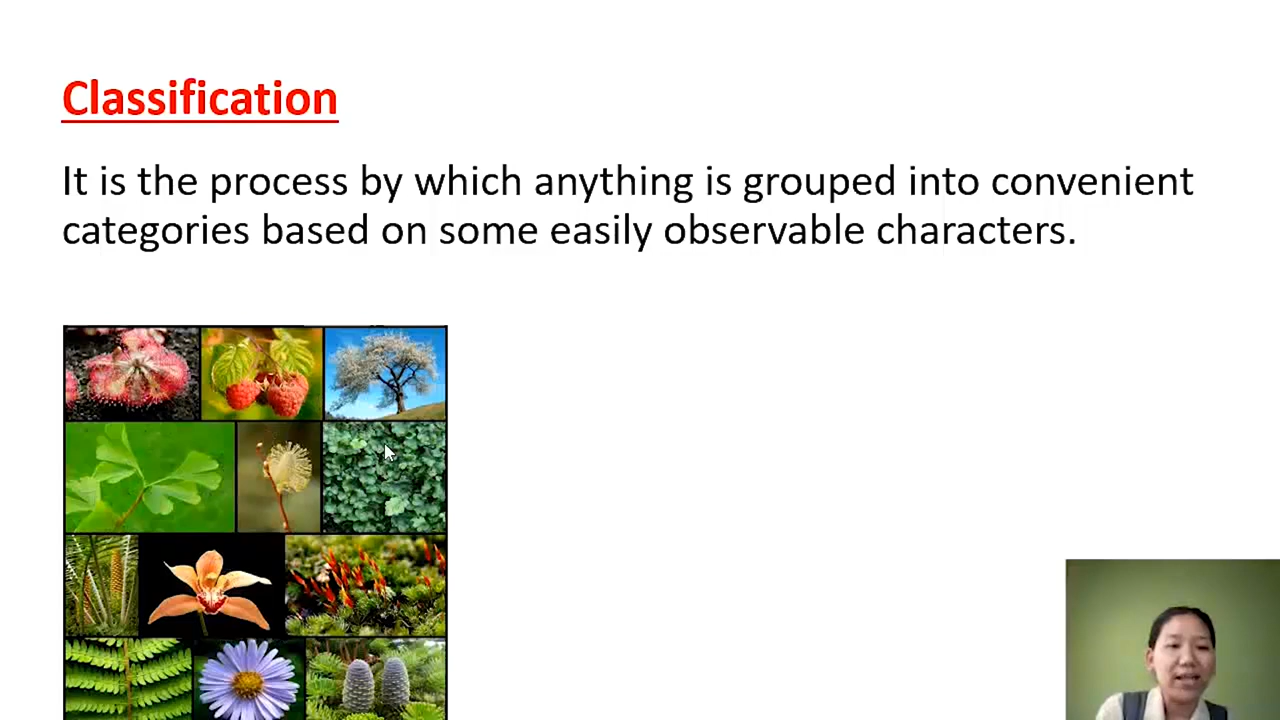 Classification
It is the process by which anything is grouped into convenient
categories based on some easily observable characters.